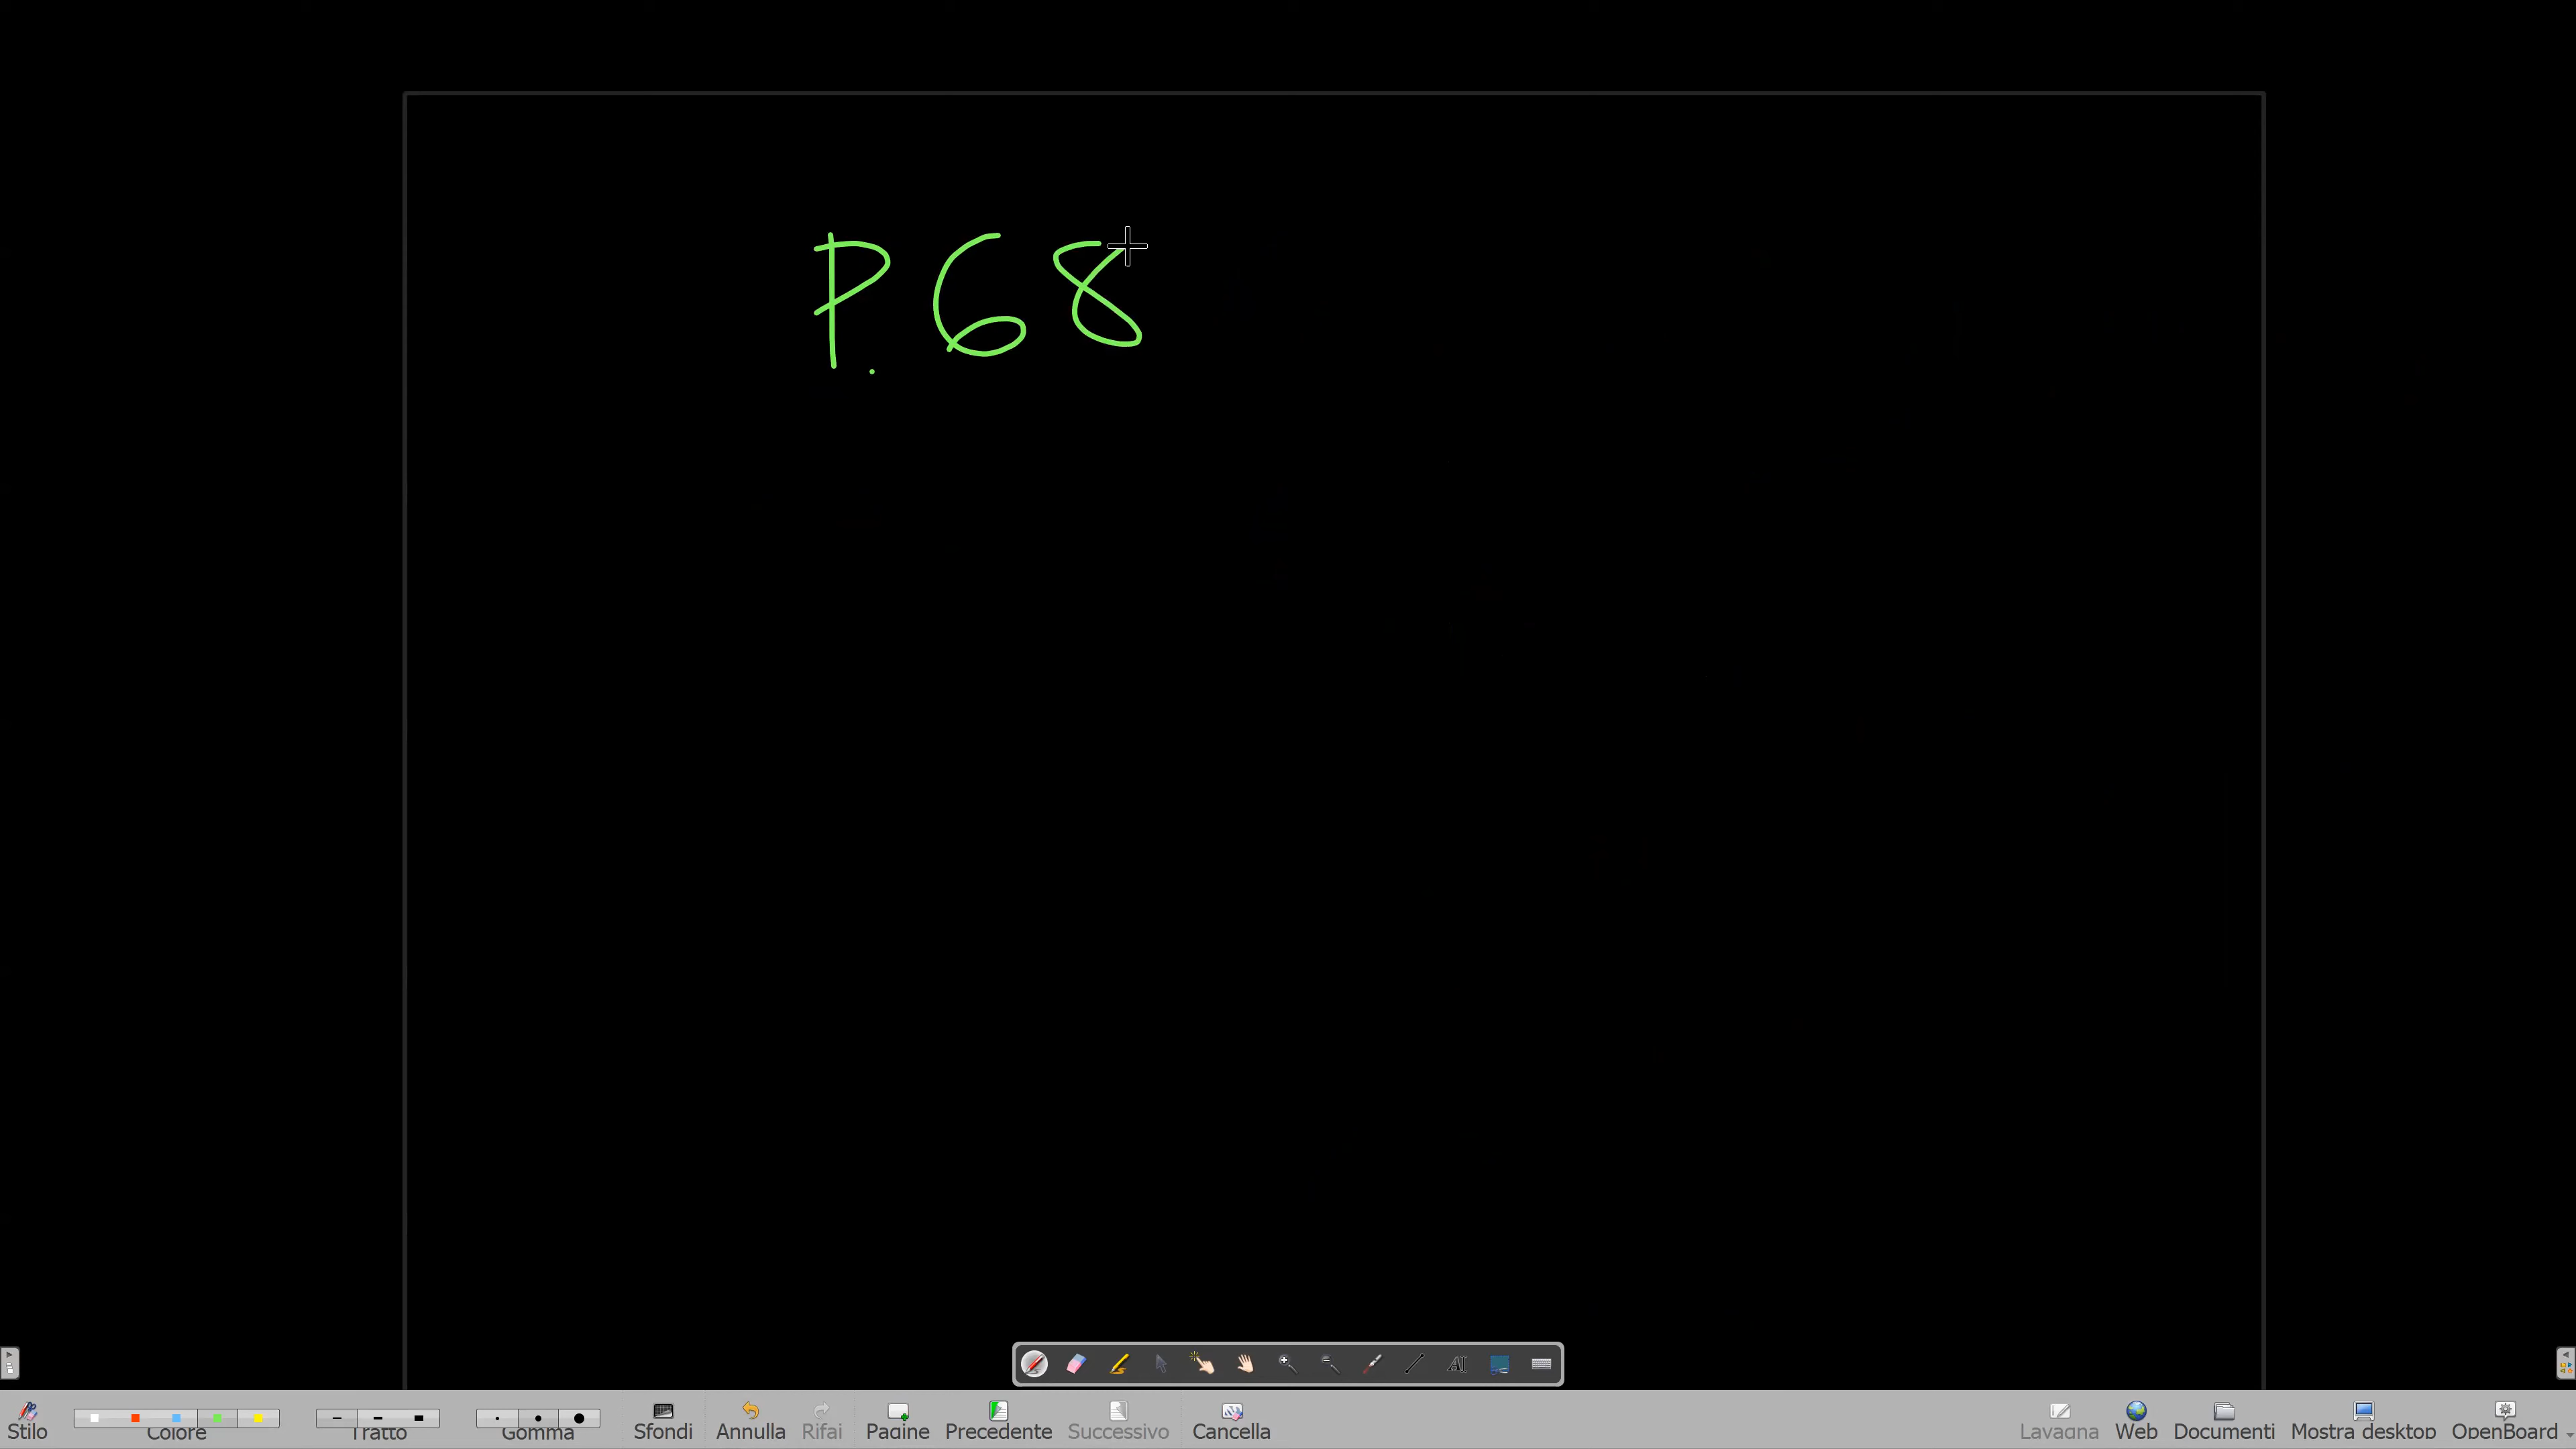 P. 68
Stilo
Colore
Tratto
Gomma
Sfondi
Annulla
Rifai
Pagine
Precedente
Successivo
Cancella
Lavagna
Web
Documenti
Mostra desktop
OpenBoard